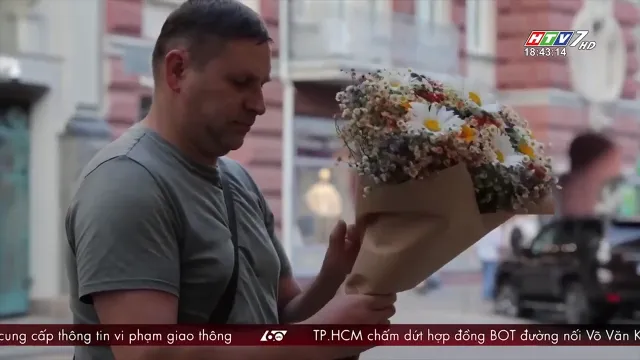 HTV7 HD
18:43:14
cung cấp thông tin vi phạm giao thông 60 TP.HCM chấm dứt hợp đồng BOT đường nối Võ Văn K